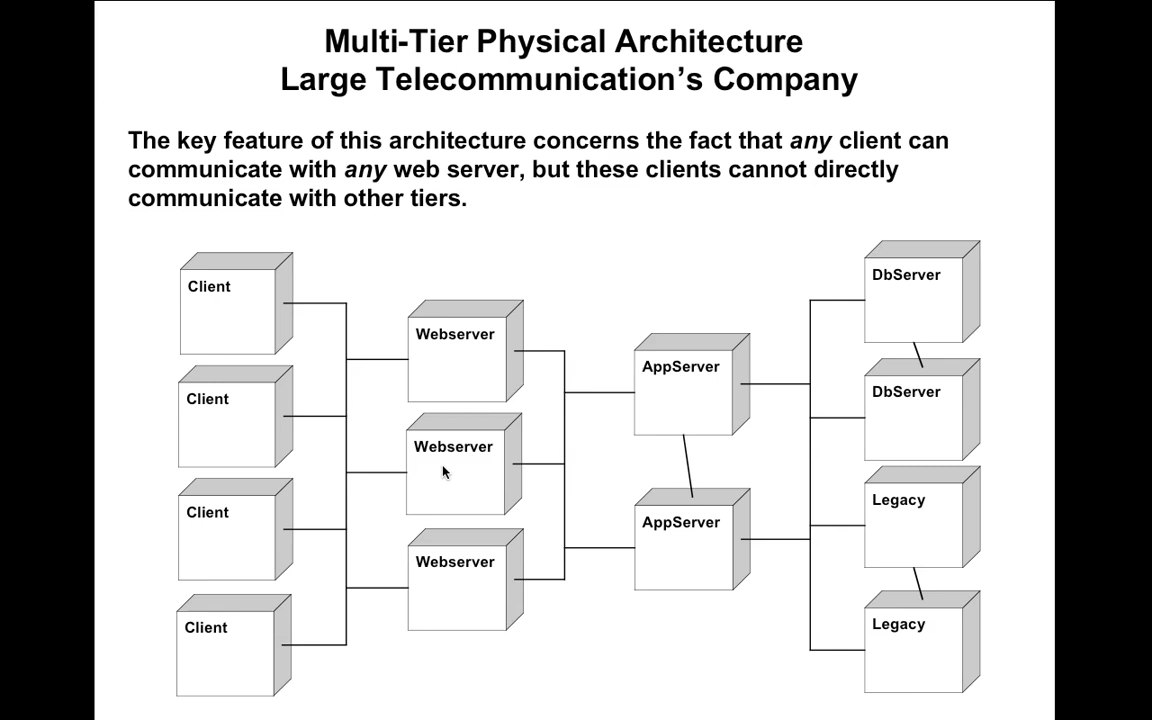 Multi-Tier Physical Architecture
Large Telecommunication’s Company
The key feature of this architecture concerns the fact that any client can
communicate with any web server, but these clients cannot directly
communicate with other tiers.
Client
Client
Client
Client
Webserver
Webserver
Webserver
AppServer
AppServer
DbServer
DbServer
Legacy
Legacy